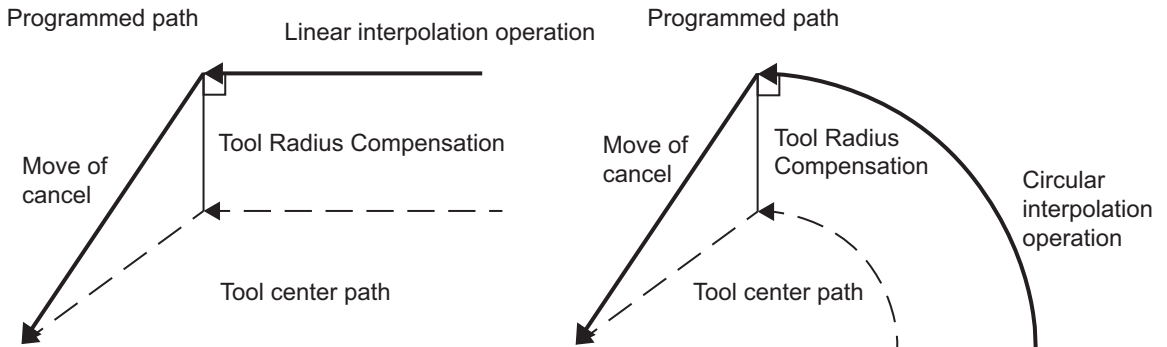 Programmed path
Linear interpolation operation
Tool Radius Compensation
Move of
cancel
Tool center path
Programmed path
Move of
cancel
Tool Radius
Compensation
Circular
interpolation
operation
Tool center path